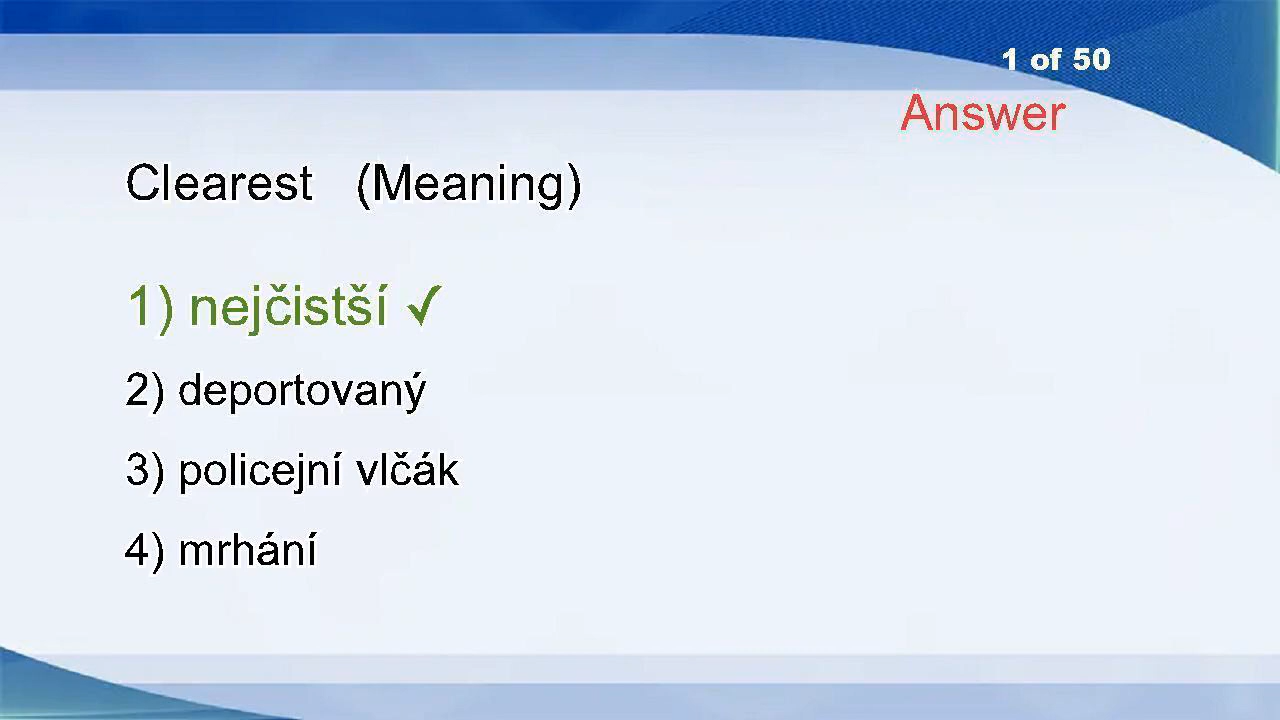 1 of 50
Answer
Clearest (Meaning)
1) nejčistší ✓
2) deportovaný
3) policejní vlčák
4) mrhání